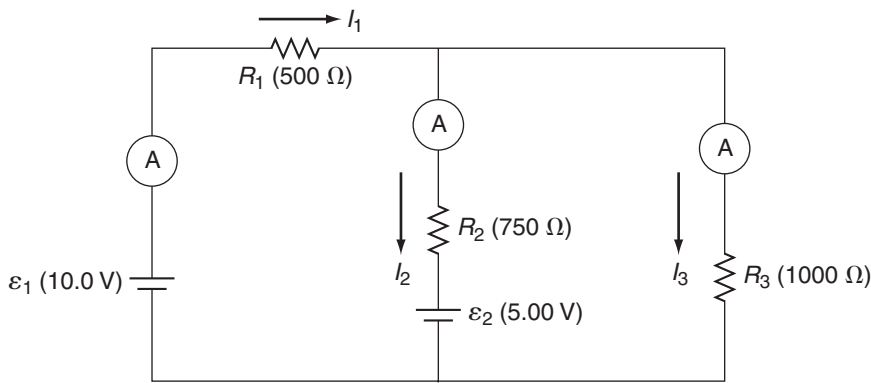 I₁
R₁ (500 Ω)
A
A
A
R₂ (750 Ω)
I₂
I₃
R₃ (1000 Ω)
ε₁ (10.0 V)
ε₂ (5.00 V)